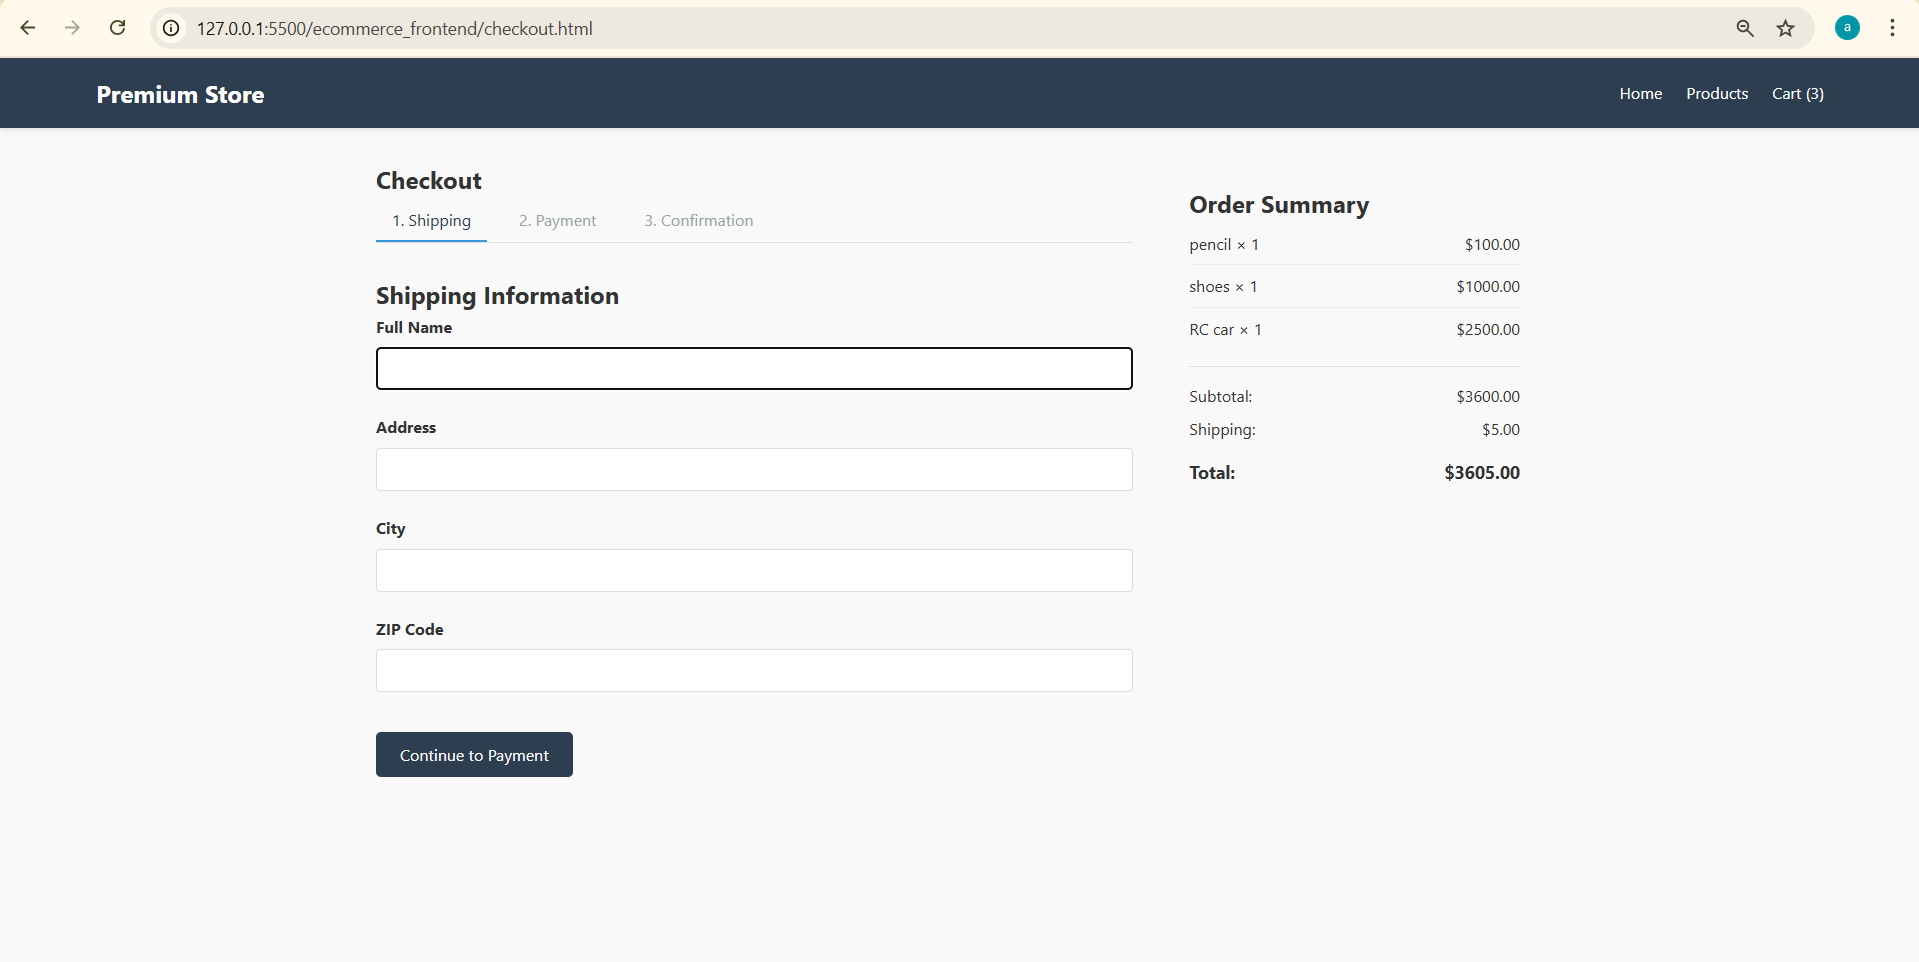 127.0.0.1:5500/ecommerce_frontend/checkout.html
a
Premium Store
Home Products Cart (3)
Checkout
1. Shipping 2. Payment 3. Confirmation
Shipping Information
Full Name
Address
City
ZIP Code
Continue to Payment
Order Summary
pencil × 1 $100.00
shoes × 1 $1000.00
RC car × 1 $2500.00
Subtotal: $3600.00
Shipping: $5.00
Total: $3605.00